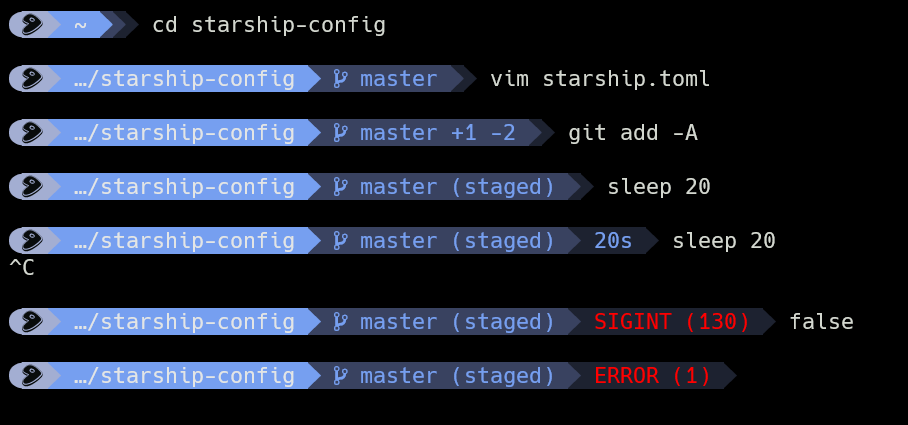 ~ cd starship-config
…/starship-config master vim starship.toml
…/starship-config master +1 -2 git add -A
…/starship-config master (staged) sleep 20
…/starship-config master (staged) 20s sleep 20
^C
…/starship-config master (staged) SIGINT (130) false
…/starship-config master (staged) ERROR (1)